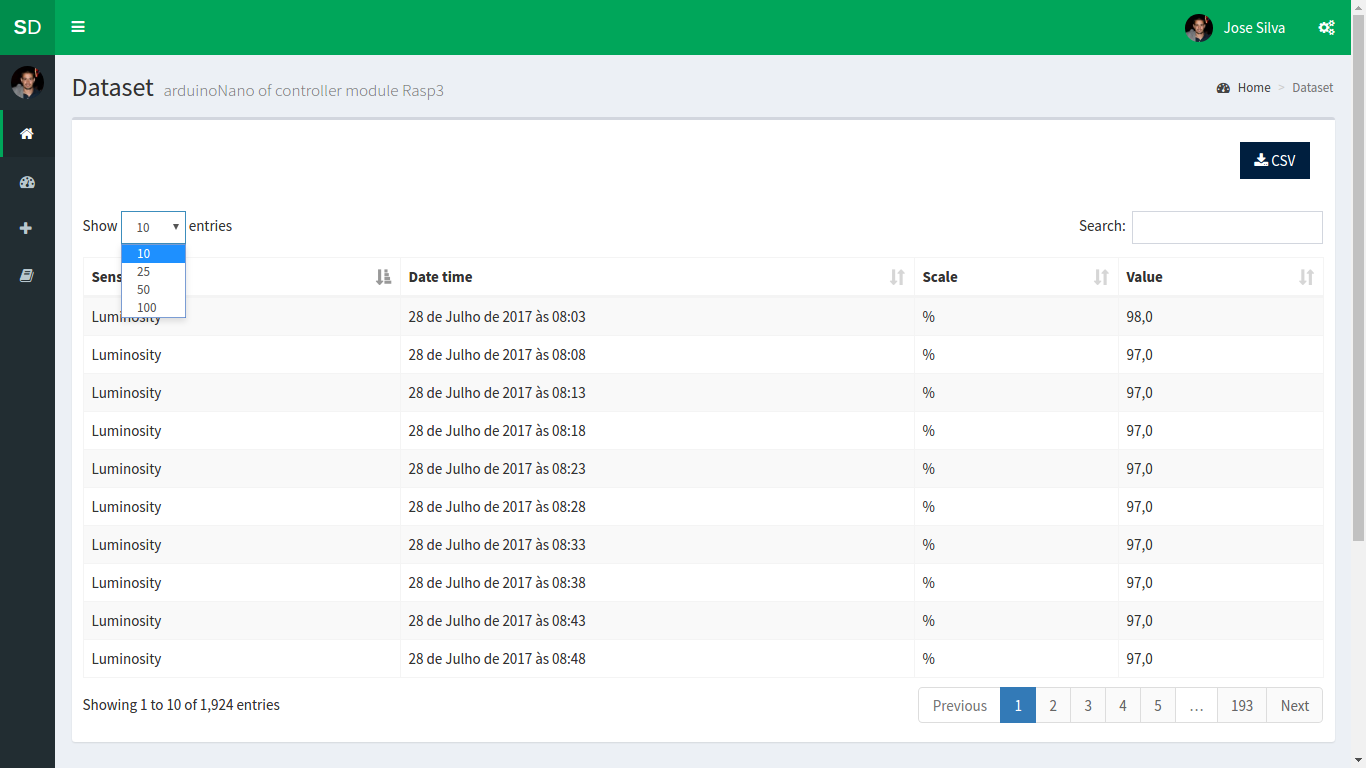 SD Jose Silva
Dataset arduinoNano of controller module Rasp3 Home > Dataset
CSV
Show 10 entries Search:
10
25
50
100
Sens Date time Scale Value
Luminosity 28 de Julho de 2017 às 08:03 % 98,0
Luminosity 28 de Julho de 2017 às 08:08 % 97,0
Luminosity 28 de Julho de 2017 às 08:13 % 97,0
Luminosity 28 de Julho de 2017 às 08:18 % 97,0
Luminosity 28 de Julho de 2017 às 08:23 % 97,0
Luminosity 28 de Julho de 2017 às 08:28 % 97,0
Luminosity 28 de Julho de 2017 às 08:33 % 97,0
Luminosity 28 de Julho de 2017 às 08:38 % 97,0
Luminosity 28 de Julho de 2017 às 08:43 % 97,0
Luminosity 28 de Julho de 2017 às 08:48 % 97,0
Showing 1 to 10 of 1,924 entries Previous 1 2 3 4 5 … 193 Next